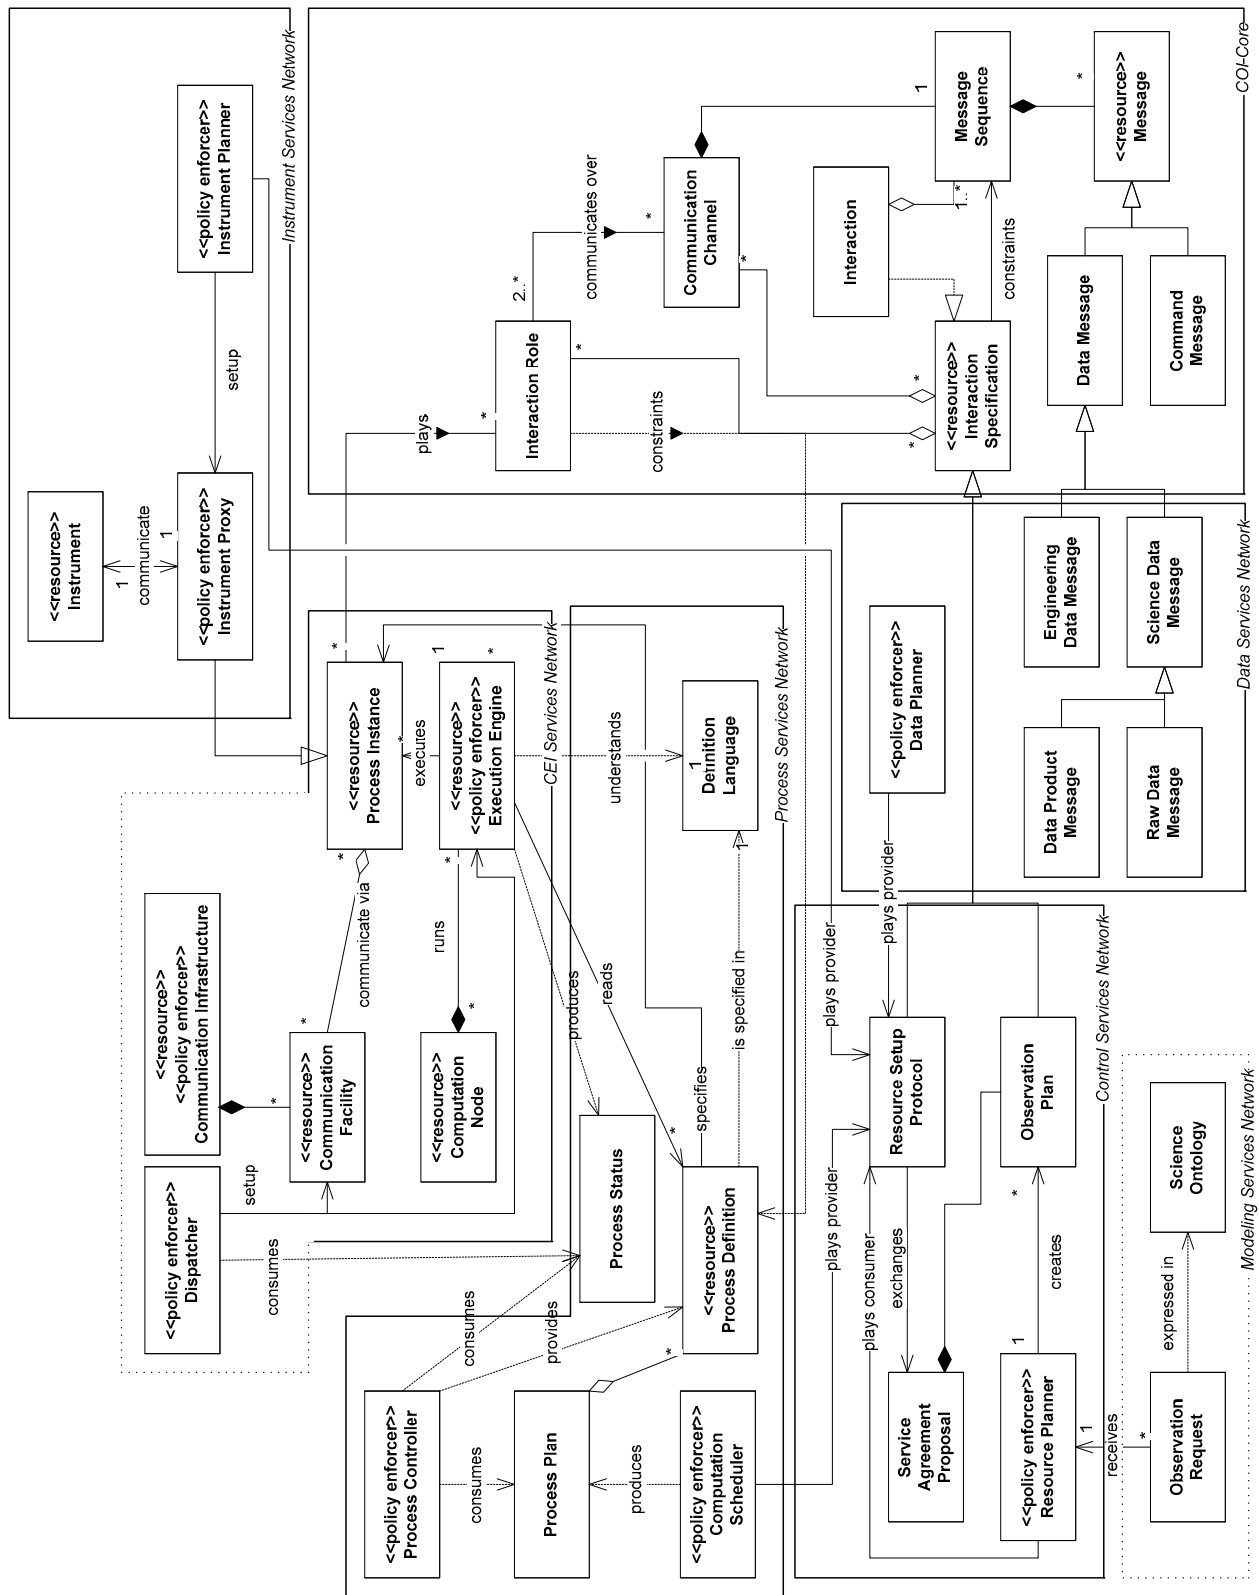 <<resource>>
Instrument
1
communicate
1
<<policy enforcer>>
Instrument Proxy
setup
<<policy enforcer>>
Instrument Planner
Instrument Services Network
<<policy enforcer>>
Dispatcher
<<resource>>
<<policy enforcer>>
Communication Infrastructure
consumes
setup
*
<<resource>>
Communication
Facility
*
communicate via
*
<<resource>>
Process Instance
*
*
executes
<<resource>>
Computation
Node
*
runs
*
<<resource>>
<<policy enforcer>>
Execution Engine
1
*
CEI Services Network
<<policy enforcer>>
Process Controller
consumes
consumes
provides
Process Plan
*
produces
<<policy enforcer>>
Computation
Scheduler
Process Status
produces
reads
understands
*
<<resource>>
Process Definition
specifies
is specified in
1
1
Definition
Language
Process Services Network
plays
*
Interaction Role
2..*
*
constraints
communicates over
*
Communication
Channel
*
1
Interaction
Message
Sequence
1..*
*
*
<<resource>>
Interaction
Specification
constraints
*
<<resource>>
Message
Data Message
Command
Message
COI-Core
<<policy enforcer>>
Data Planner
Engineering
Data Message
Science Data
Message
Data Product
Message
Raw Data
Message
Data Services Network
plays provider
plays provider
plays provider
plays consumer
Resource Setup
Protocol
exchanges
Service
Agreement
Proposal
Observation
Plan
*
creates
1
<<policy enforcer>>
Resource Planner
Control Services Network
receives
1
*
Observation
Request
expressed in
Science
Ontology
Modeling Services Network